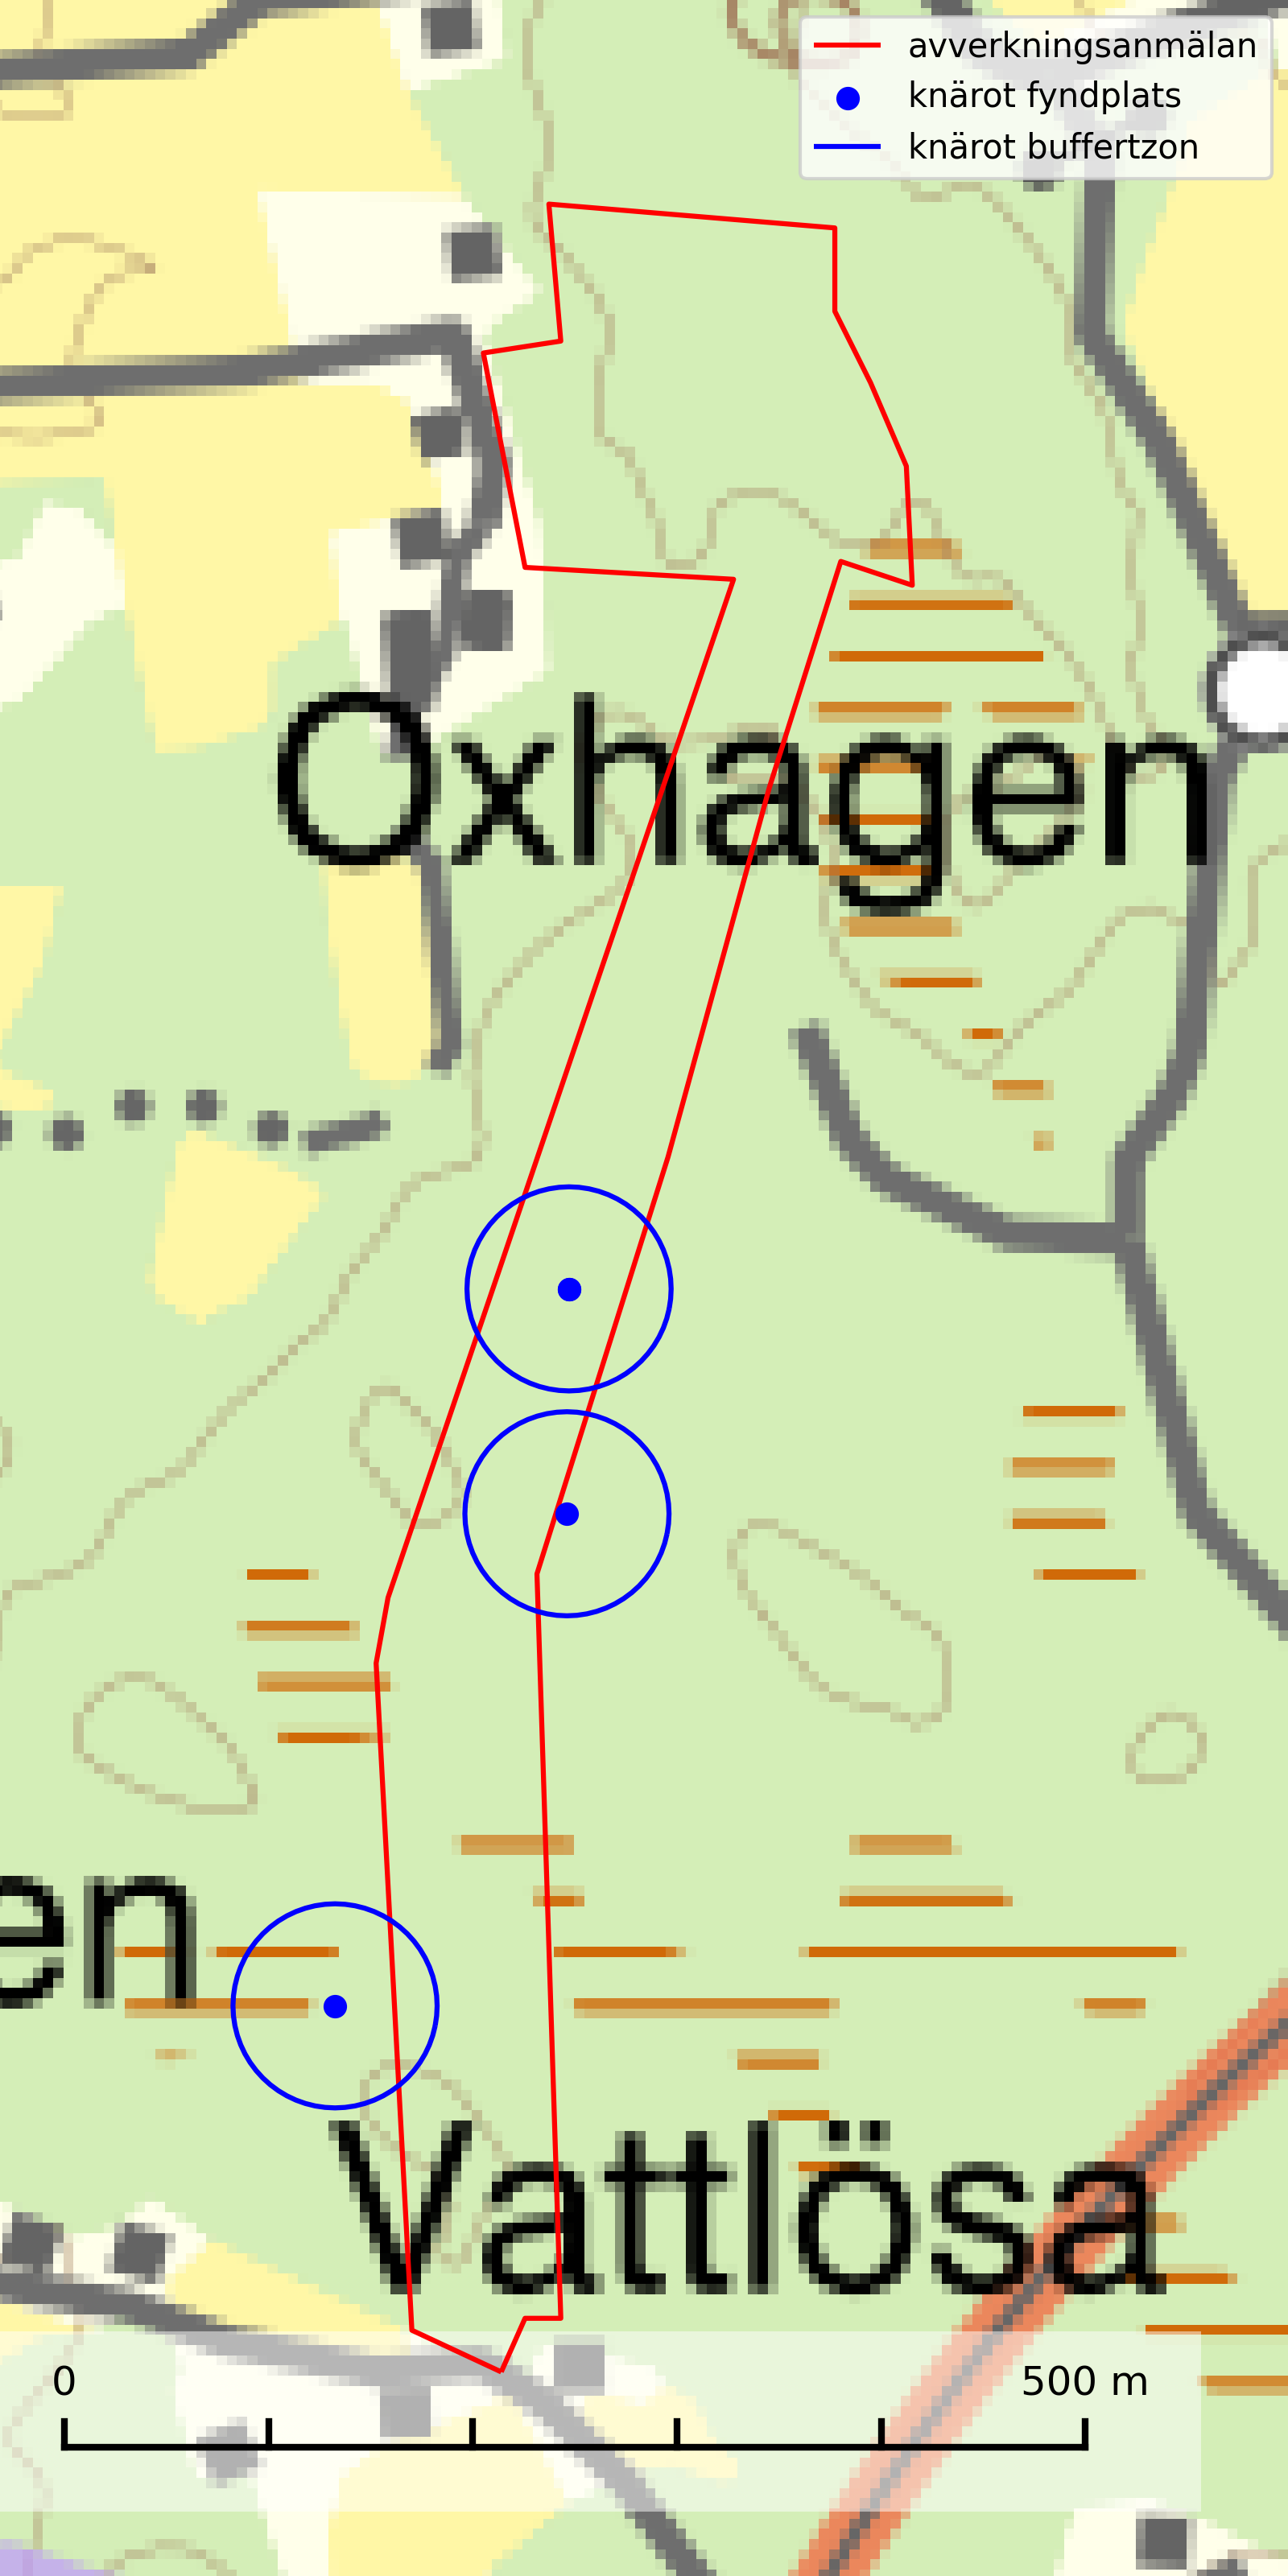 avverkningsanmälan
knärot fyndplats
knärot buffertzon
Oxhagen
en
Vattlösa
0 500 m